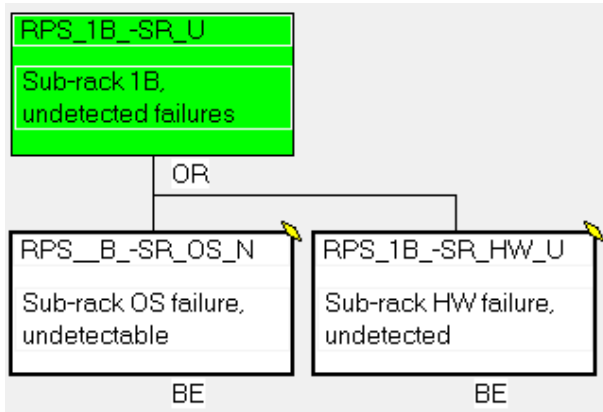 RPS_1B_-SR_U
Sub-rack 1B,
undetected failures
OR
RPS__B_-SR_OS_N
Sub-rack OS failure,
undetectable
BE
RPS_1B_-SR_HW_U
Sub-rack HW failure,
undetected
BE